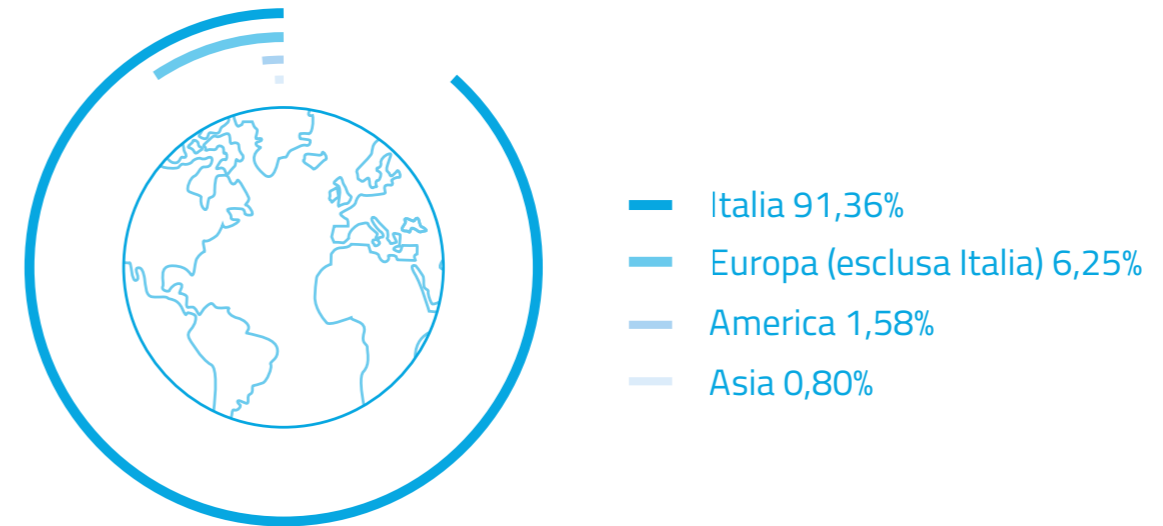 Italia 91,36%
Europa (esclusa Italia) 6,25%
America 1,58%
Asia 0,80%